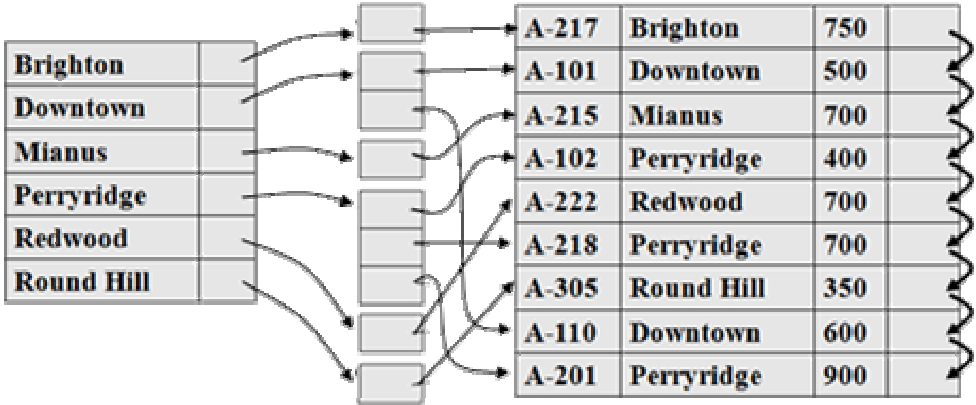 Brighton
Downtown
Mianus
Perryridge
Redwood
Round Hill
A-217 Brighton 750
A-101 Downtown 500
A-215 Mianus 700
A-102 Perryridge 400
A-222 Redwood 700
A-218 Perryridge 700
A-305 Round Hill 350
A-110 Downtown 600
A-201 Perryridge 900